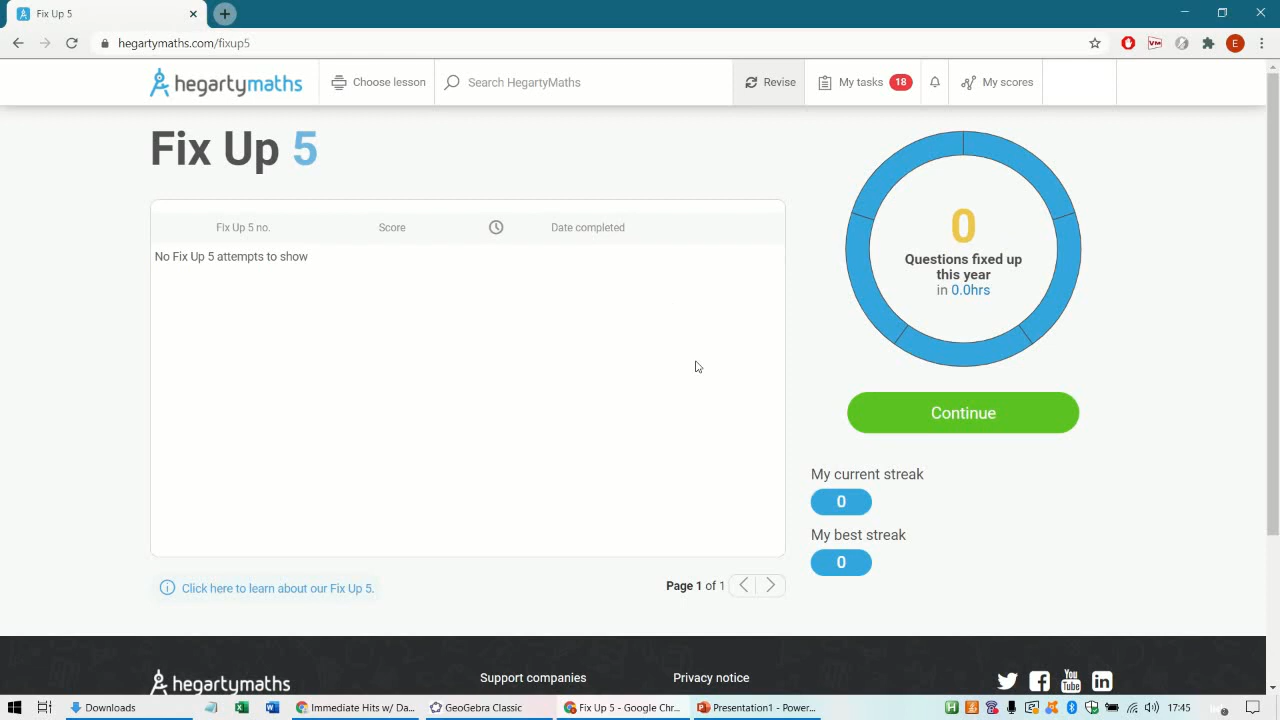 Fix Up 5
hegartymaths.com/fixup5
E
hegartymaths
Choose lesson
Search HegartyMaths
Revise
My tasks 18
My scores
Fix Up 5
Fix Up 5 no. Score Date completed
No Fix Up 5 attempts to show
0
Questions fixed up
this year
in 0.0hrs
Continue
My current streak
0
My best streak
0
Click here to learn about our Fix Up 5.
Page 1 of 1
hegartymaths
Support companies
Privacy notice
You
Tube
in
Downloads
Immediate Hits w/ Da...
GeoGebra Classic
Fix Up 5 - Google Chr...
Presentation1 - Power...
17:45